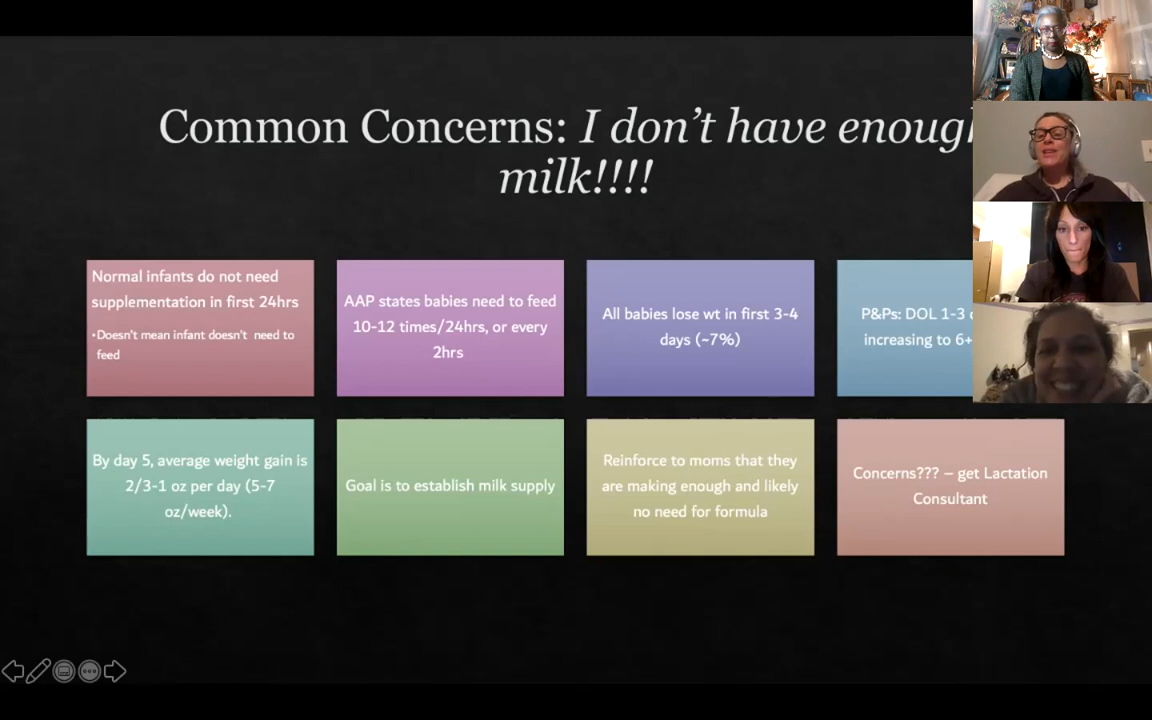 Common Concerns: I don't have enough
milk!!!!
Normal infants do not need
supplementation in first 24hrs
•Doesn't mean infant doesn't need to
feed
AAP states babies need to feed
10-12 times/24hrs, or every
2hrs
All babies lose wt in first 3-4
days (~7%)
P&Ps: DOL 1-3
increasing to 6+
By day 5, average weight gain is
2/3-1 oz per day (5-7
oz/week).
Goal is to establish milk supply
Reinforce to moms that they
are making enough and likely
no need for formula
Concerns??? – get Lactation
Consultant